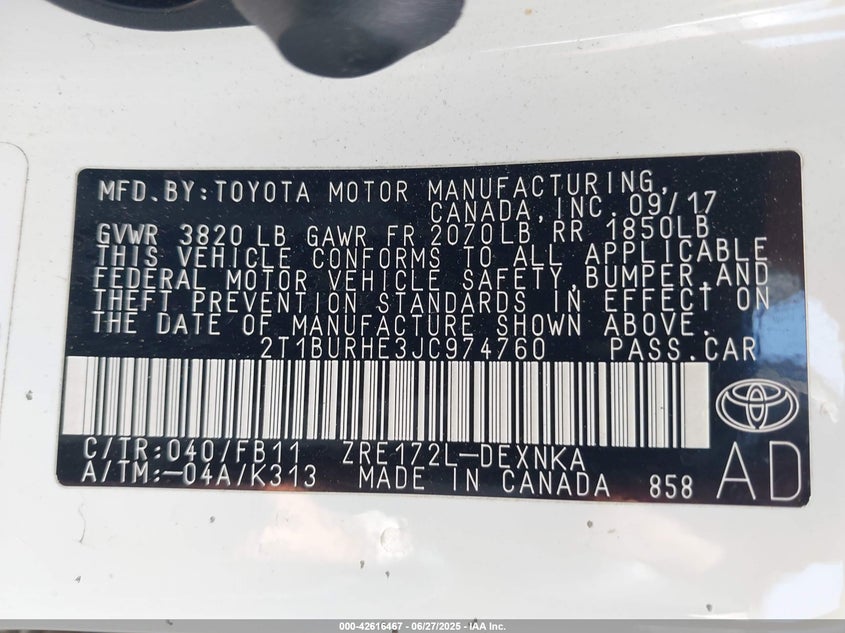 MFD.BY:TOYOTA MOTOR MANUFACTURING,
CANADA,INC.09/17
GVWR 3820 LB GAWR FR 2070LB RR 1850LB
THIS VEHICLE CONFORMS TO ALL APPLICABLE
FEDERAL MOTOR VEHICLE SAFETY,BUMPER,AND
THEFT PREVENTION STANDARDS IN EFFECT ON
THE DATE OF MANUFACTURE SHOWN ABOVE.
2T1BURHE3JC974760 PASS.CAR
C/TR:040/FB11 ZRE172L-DEXNKA
A/TM:-04A/K313 MADE IN CANADA 858 AD
000-42616467 - 06/27/2025 - IAA Inc.